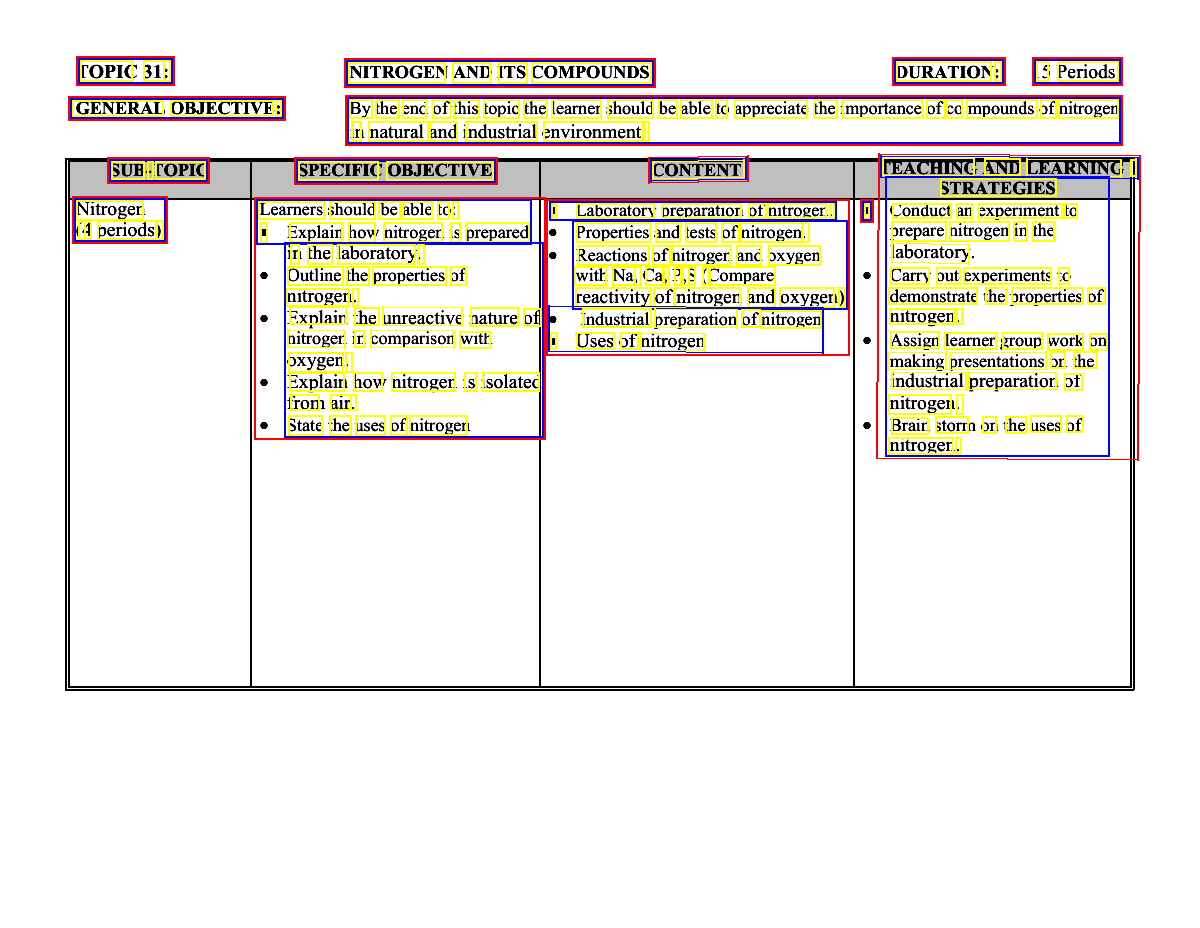 TOPIC 31: NITROGEN AND ITS COMPOUNDS DURATION: 5 Periods
GENERAL OBJECTIVE: By the end of this topic the learner should be able to appreciate the importance of compounds of nitrogen
in natural and industrial environment
SUB-TOPIC
SPECIFIC OBJECTIVE
CONTENT
TEACHING AND LEARNING
STRATEGIES
Nitrogen
(4 periods)
Learners should be able to:
• Explain how nitrogen is prepared
in the laboratory.
• Outline the properties of
nitrogen.
• Explain the unreactive nature of
nitrogen in comparison with
oxygen.
• Explain how nitrogen is isolated
from air.
• State the uses of nitrogen
• Laboratory preparation of nitrogen.
• Properties and tests of nitrogen.
• Reactions of nitrogen and oxygen
with Na, Ca, P,S (Compare
reactivity of nitrogen and oxygen)
• Industrial preparation of nitrogen
• Uses of nitrogen
• Conduct an experiment to
prepare nitrogen in the
laboratory.
• Carry out experiments to
demonstrate the properties of
nitrogen.
• Assign learner group work on
making presentations on the
industrial preparation of
nitrogen.
• Brain storm on the uses of
nitrogen.